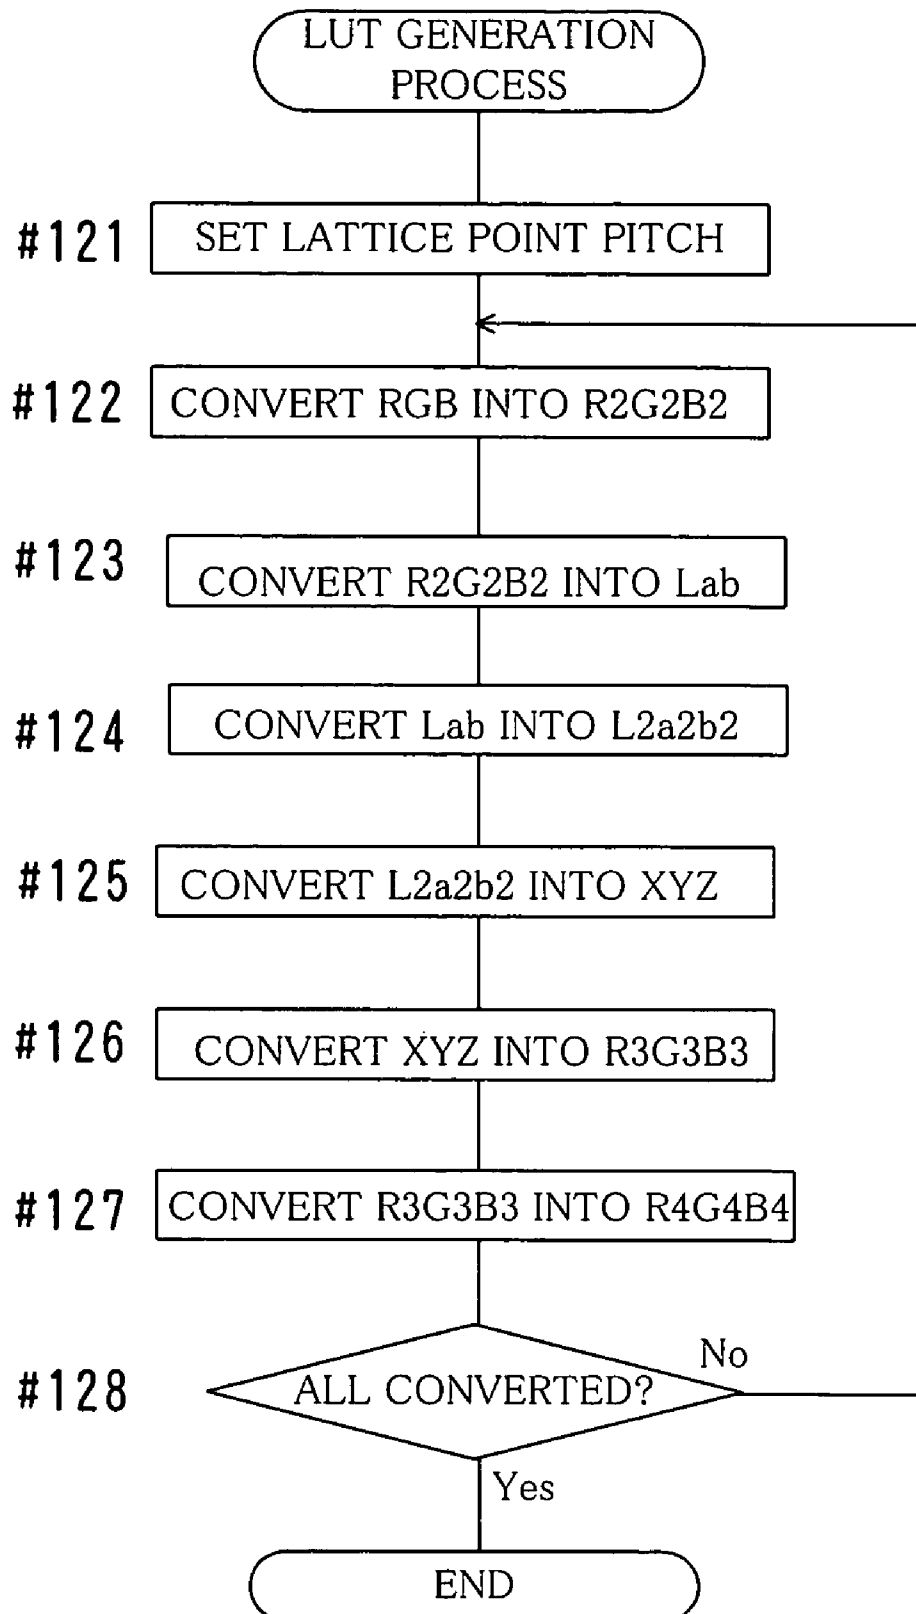 LUT GENERATION
PROCESS
#121 SET LATTICE POINT PITCH
#122 CONVERT RGB INTO R2G2B2
#123 CONVERT R2G2B2 INTO Lab
#124 CONVERT Lab INTO L2a2b2
#125 CONVERT L2a2b2 INTO XYZ
#126 CONVERT XYZ INTO R3G3B3
#127 CONVERT R3G3B3 INTO R4G4B4
No
#128 ALL CONVERTED?
Yes
END